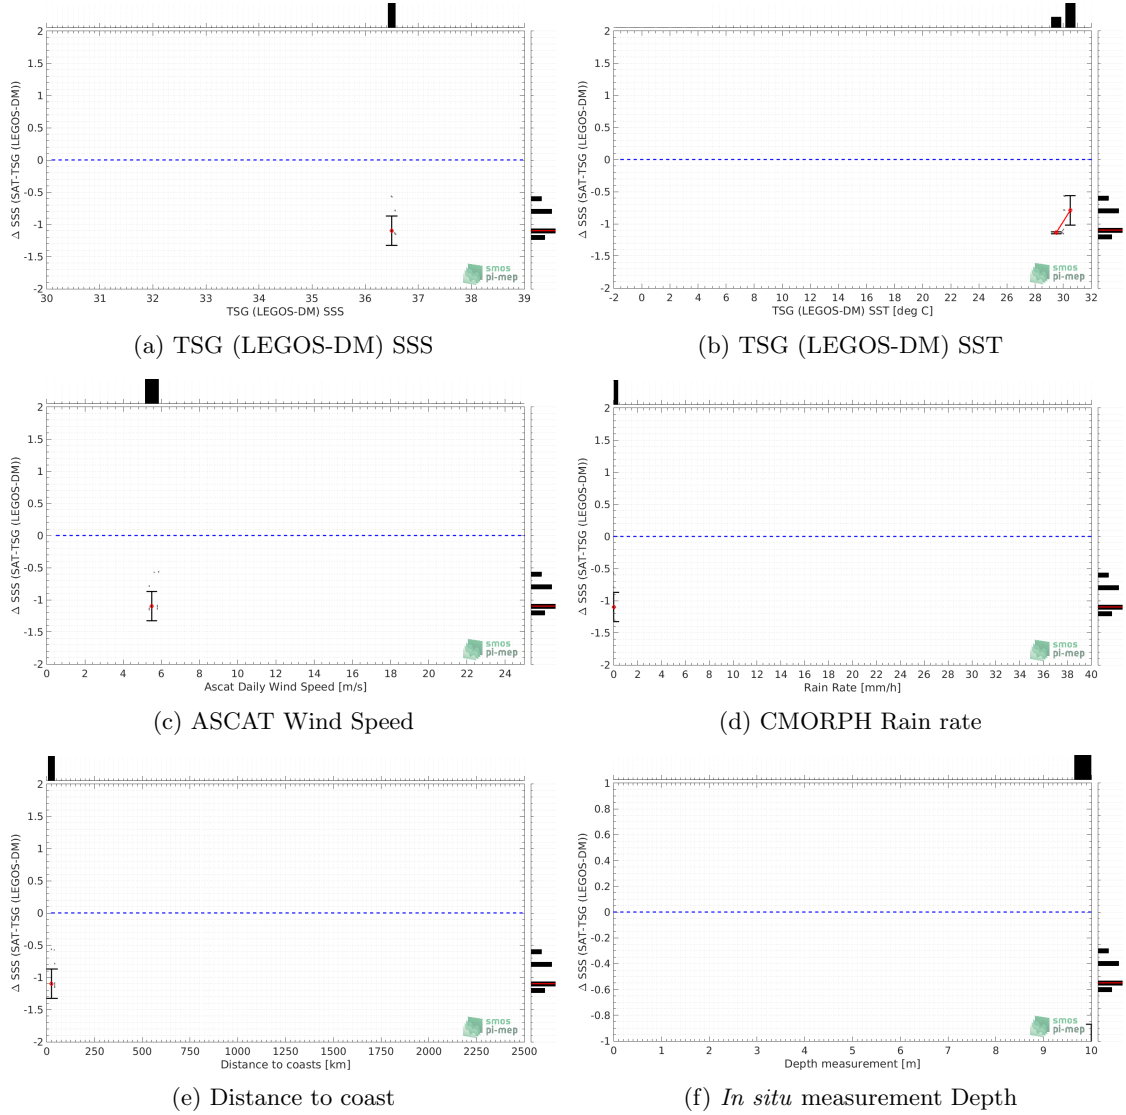 2
1.5
1
0.5
0
-0.5
-1
-1.5
-2
Δ SSS (SAT-TSG (LEGOS-DM))
30 31 32 33 34 35 36 37 38 39
TSG (LEGOS-DM) SSS
smos
pi-mep
(a) TSG (LEGOS-DM) SSS
2
1.5
1
0.5
0
-0.5
-1
-1.5
-2
Δ SSS (SAT-TSG (LEGOS-DM))
-2 0 2 4 6 8 10 12 14 16 18 20 22 24 26 28 30 32
TSG (LEGOS-DM) SST [deg C]
smos
pi-mep
(b) TSG (LEGOS-DM) SST
2
1.5
1
0.5
0
-0.5
-1
-1.5
-2
Δ SSS (SAT-TSG (LEGOS-DM))
0 2 4 6 8 10 12 14 16 18 20 22 24
Ascat Daily Wind Speed [m/s]
smos
pi-mep
(c) ASCAT Wind Speed
2
1.5
1
0.5
0
-0.5
-1
-1.5
-2
Δ SSS (SAT-TSG (LEGOS-DM))
0 2 4 6 8 10 12 14 16 18 20 22 24 26 28 30 32 34 36 38 40
Rain Rate [mm/h]
smos
pi-mep
(d) CMORPH Rain rate
2
1.5
1
0.5
0
-0.5
-1
-1.5
-2
Δ SSS (SAT-TSG (LEGOS-DM))
0 250 500 750 1000 1250 1500 1750 2000 2250 2500
Distance to coasts [km]
smos
pi-mep
(e) Distance to coast
1
0.8
0.6
0.4
0.2
0
-0.2
-0.4
-0.6
-0.8
-1
Δ SSS (SAT-TSG (LEGOS-DM))
0 1 2 3 4 5 6 7 8 9 10
Depth measurement [m]
smos
pi-mep
(f) In situ measurement Depth